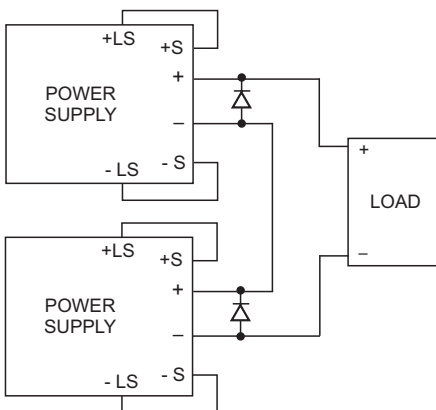 +LS
+S
+
POWER
SUPPLY
–
- LS
- S
+
LOAD
–
+LS
+S
+
POWER
SUPPLY
–
- LS
- S